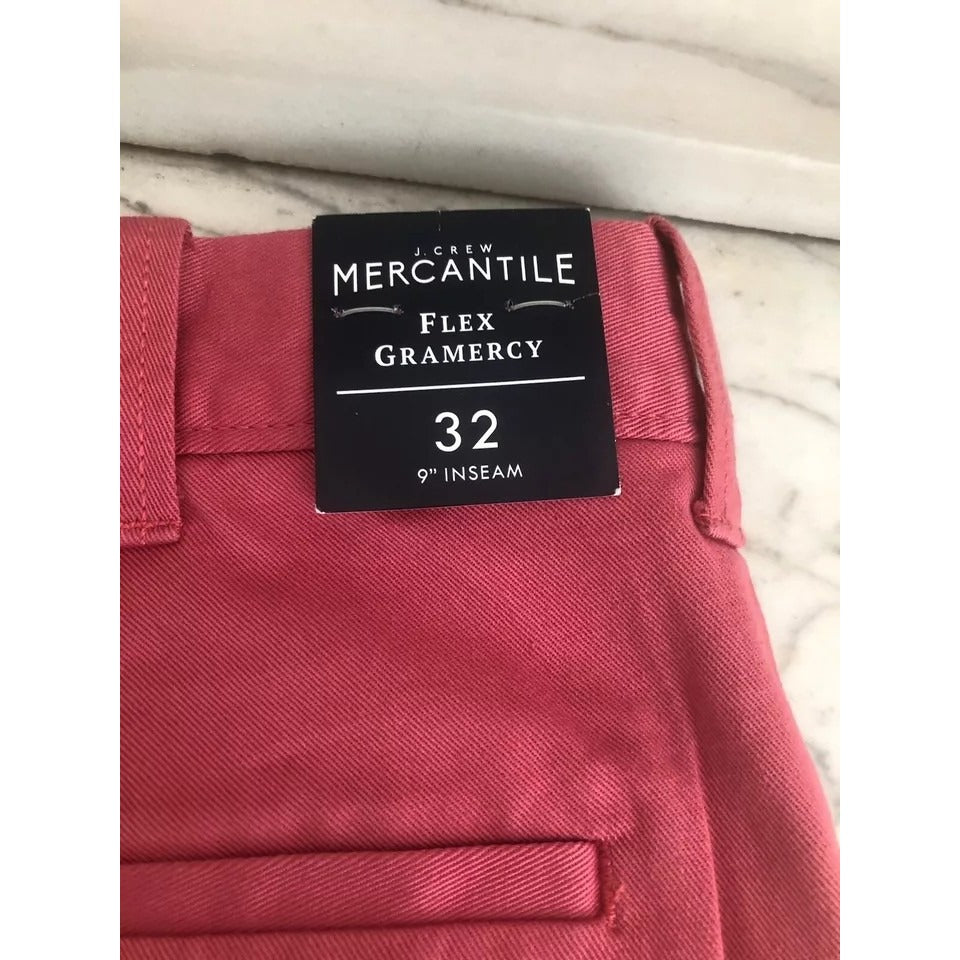 J.CREW
MERCANTILE
FLEX
GRAMERCY
32
9" INSEAM